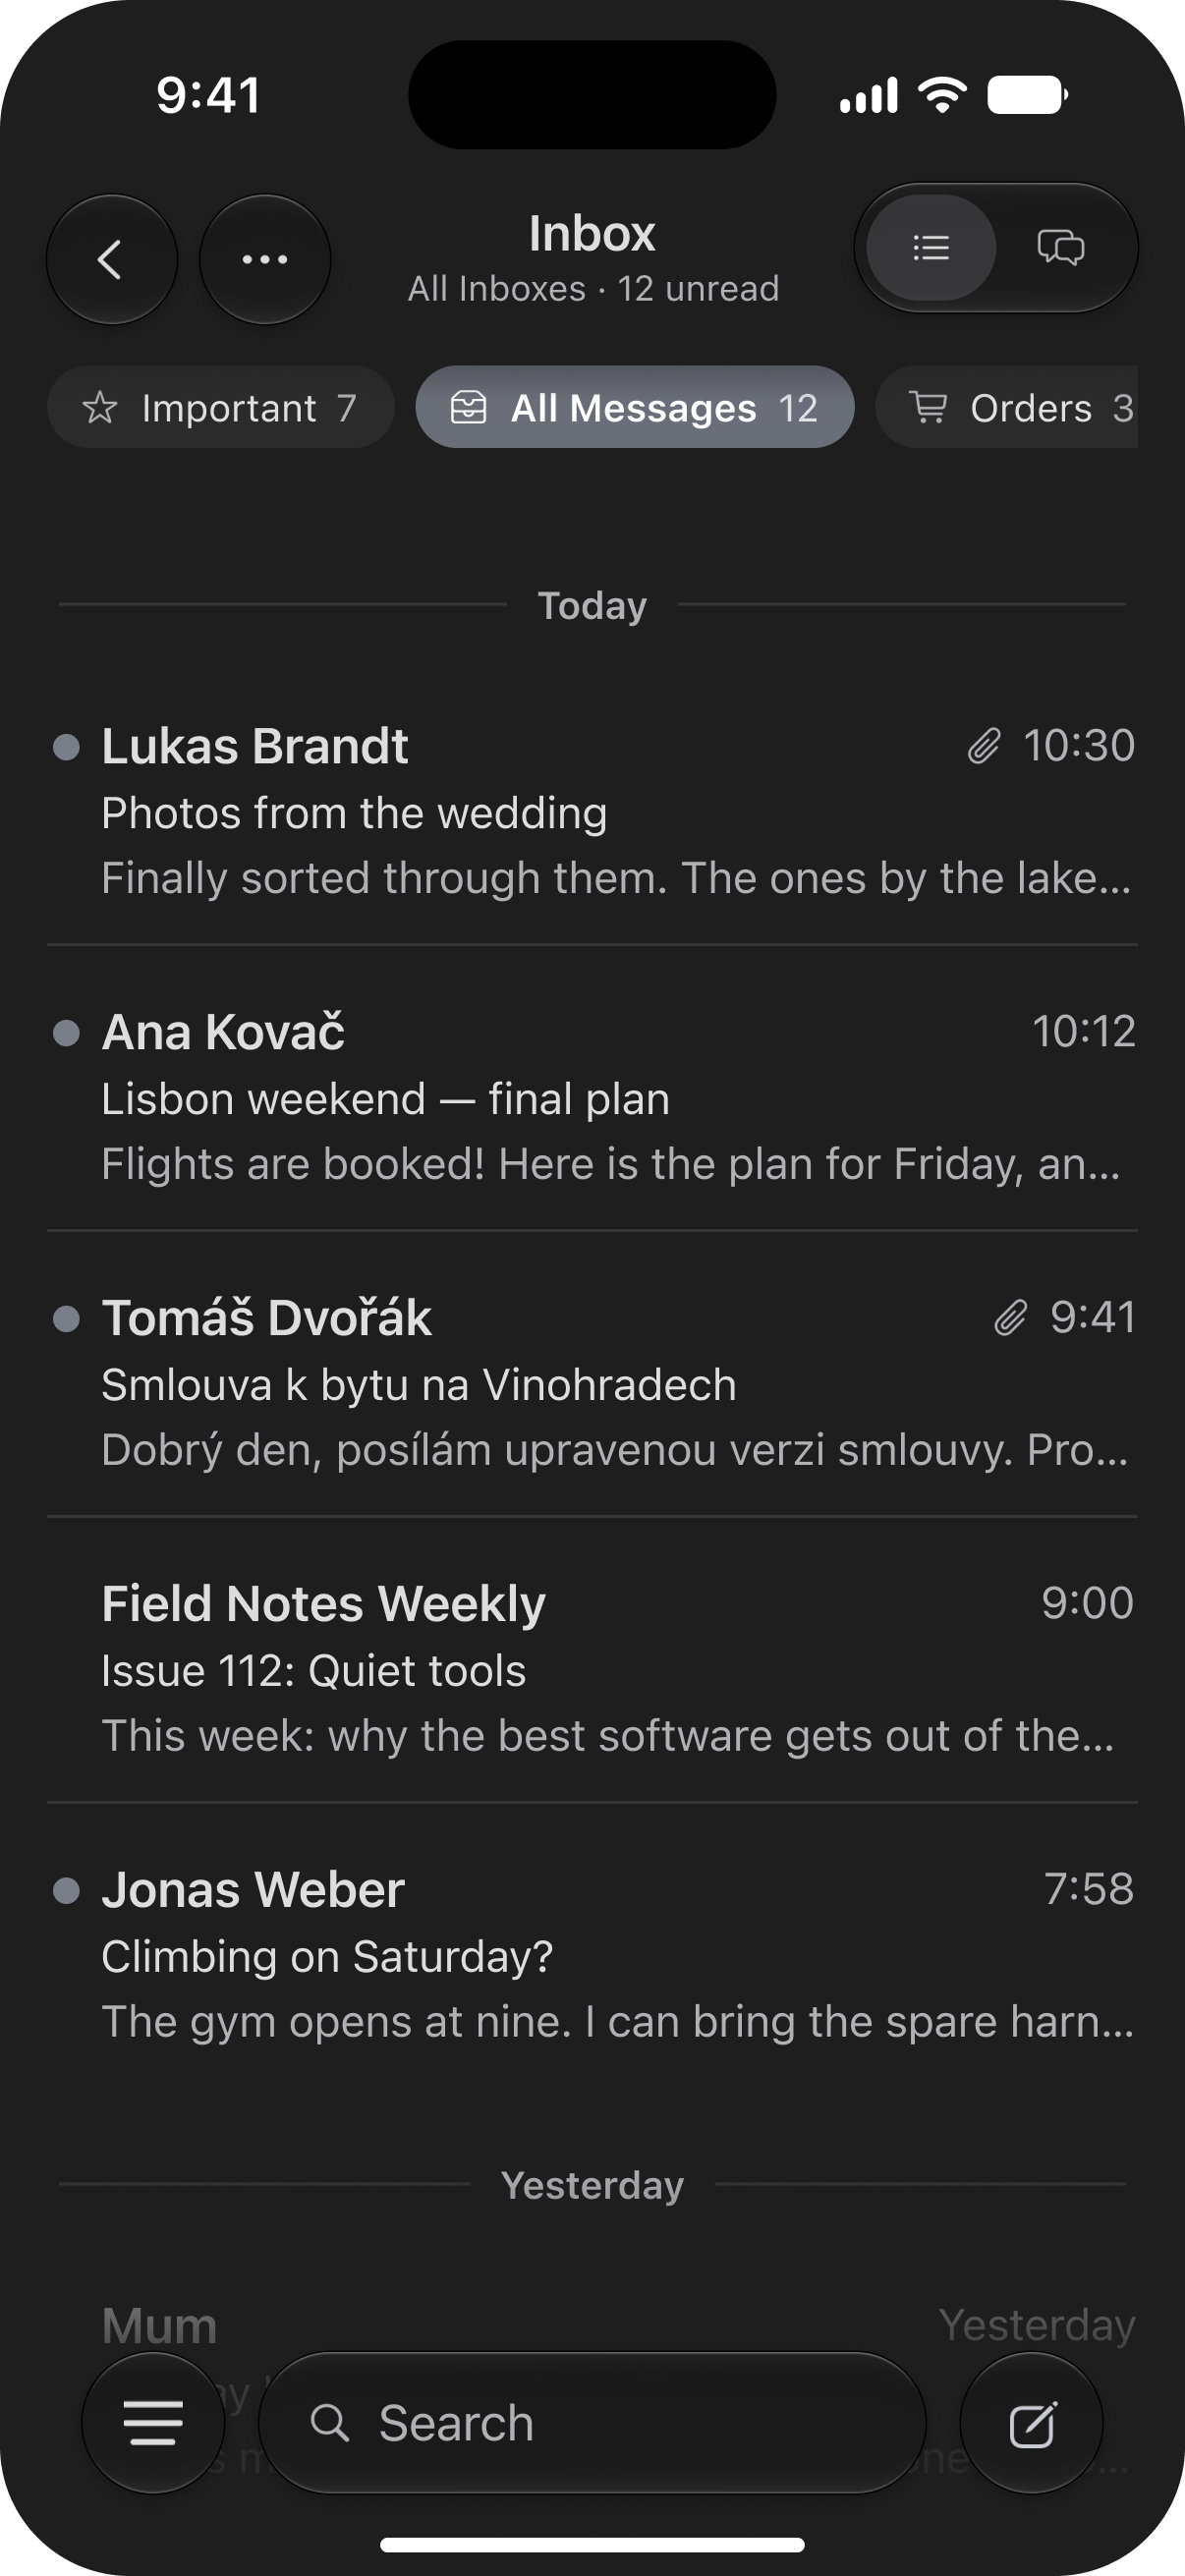 9:41
Inbox
All Inboxes · 12 unread
Important 7
All Messages 12
Orders 3
Today
Lukas Brandt 10:30
Photos from the wedding
Finally sorted through them. The ones by the lake...
Ana Kovač 10:12
Lisbon weekend — final plan
Flights are booked! Here is the plan for Friday, an...
Tomáš Dvořák 9:41
Smlouva k bytu na Vinohradech
Dobrý den, posílám upravenou verzi smlouvy. Pro...
Field Notes Weekly 9:00
Issue 112: Quiet tools
This week: why the best software gets out of the...
Jonas Weber 7:58
Climbing on Saturday?
The gym opens at nine. I can bring the spare harn...
Yesterday
Mum Yesterday
Search